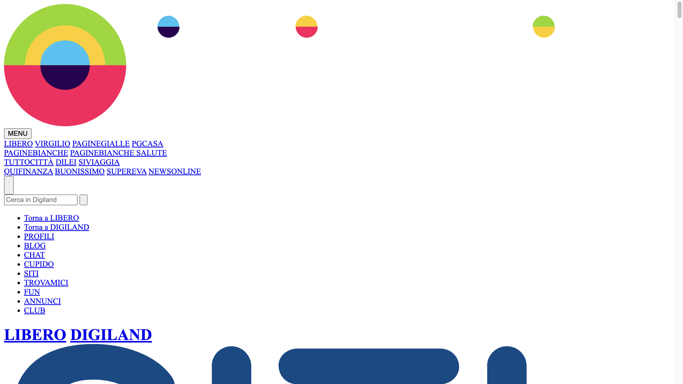 MENU
LIBERO VIRGILIO PAGINEGIALLE PGCASA
PAGINEBIANCHE PAGINEBIANCHE SALUTE
TUTTOCITTÀ DILEI SIVIAGGIA
QUIFINANZA BUONISSIMO SUPEREVA NEWSONLINE
Cerca in Digiland
Torna a LIBERO
Torna a DIGILAND
PROFILI
BLOG
CHAT
CUPIDO
SITI
TROVAMICI
FUN
ANNUNCI
CLUB
LIBERO DIGILAND